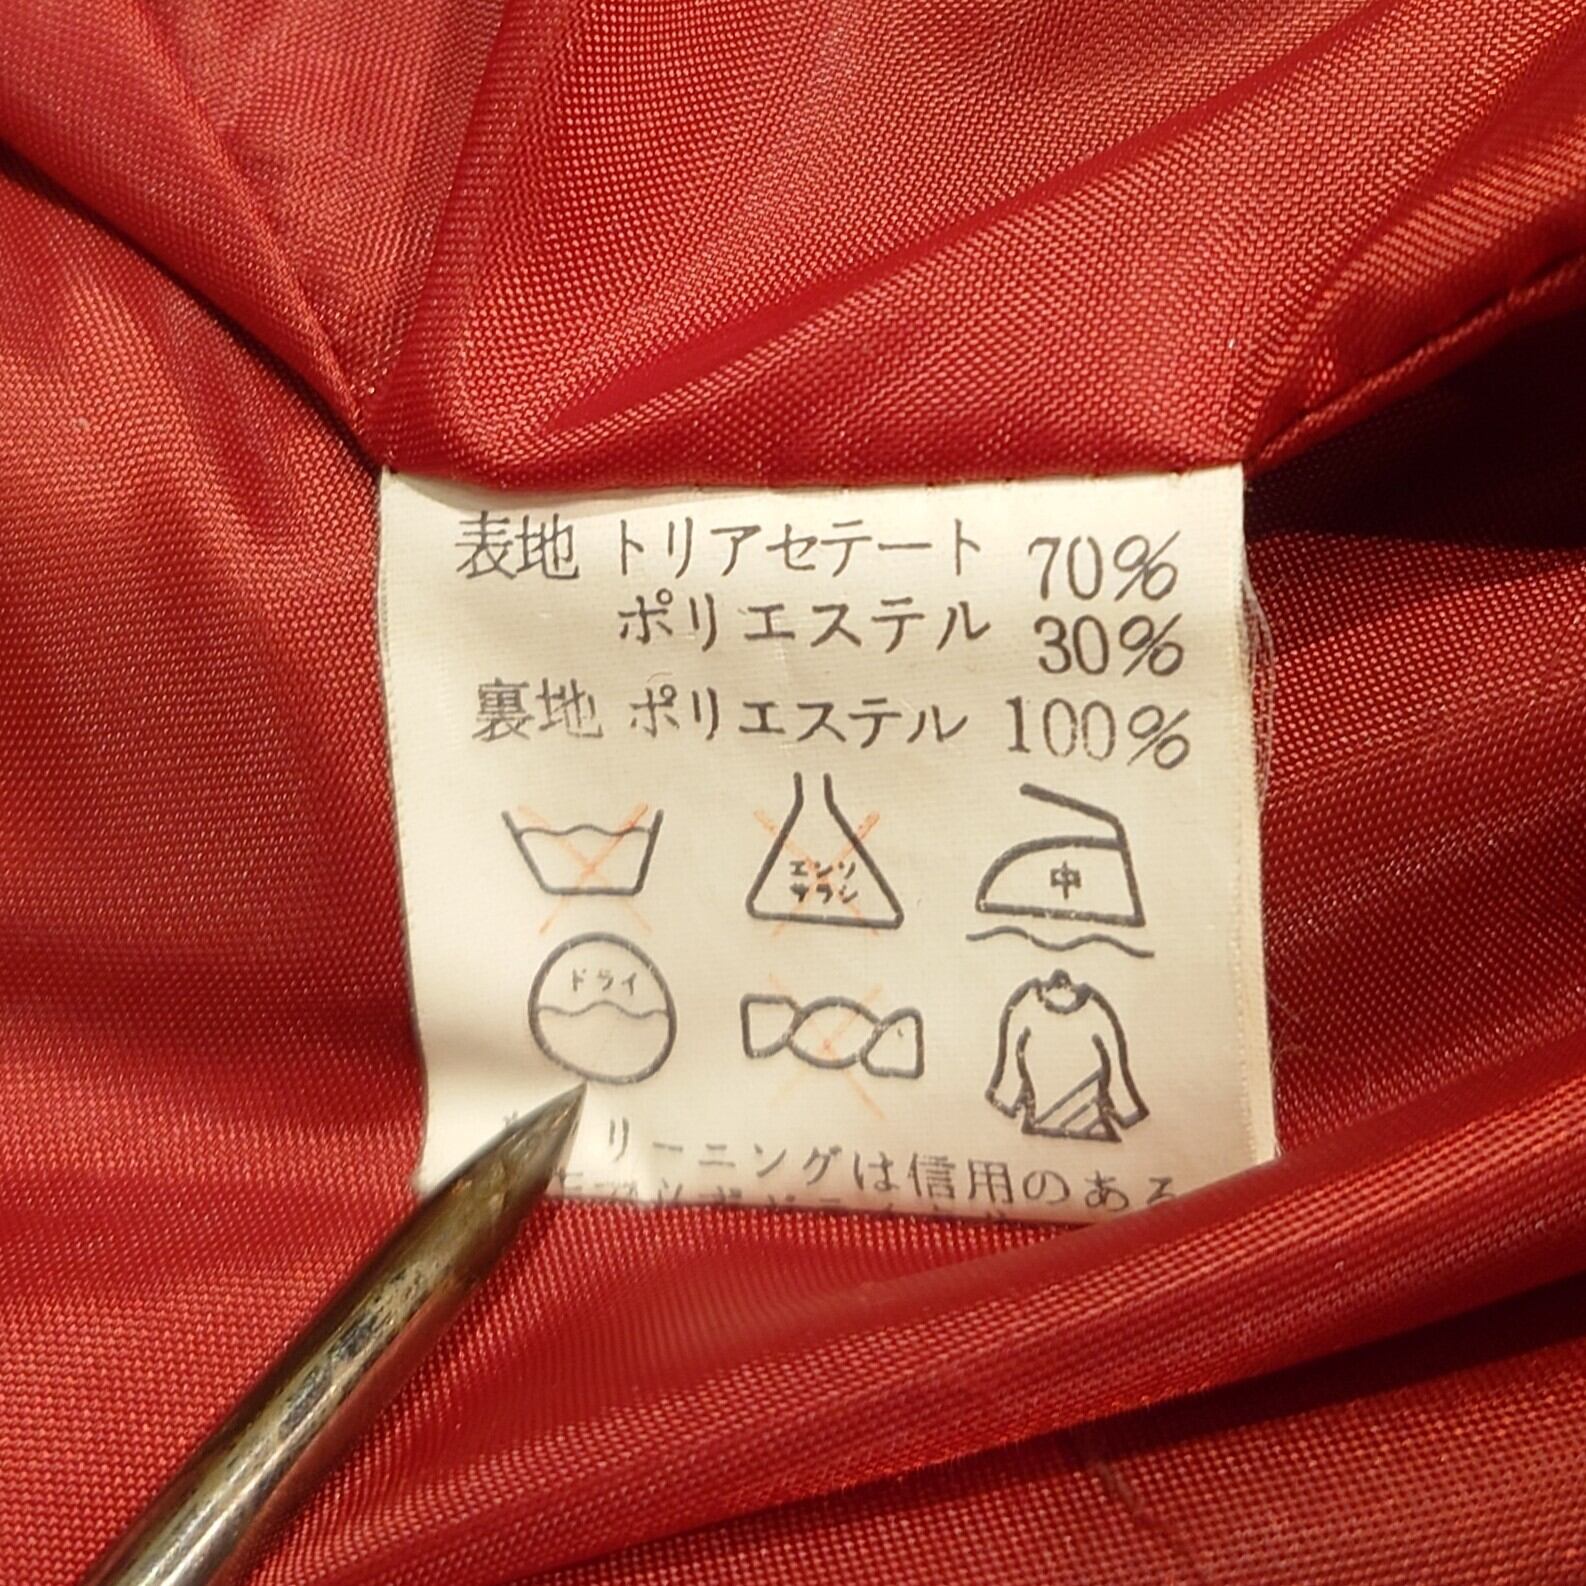 表地 トリアセテート 70%
ポリエステル 30%
裏地 ポリエステル 100%
エンソ
サラシ
中
ドライ
リーニングは信用のある